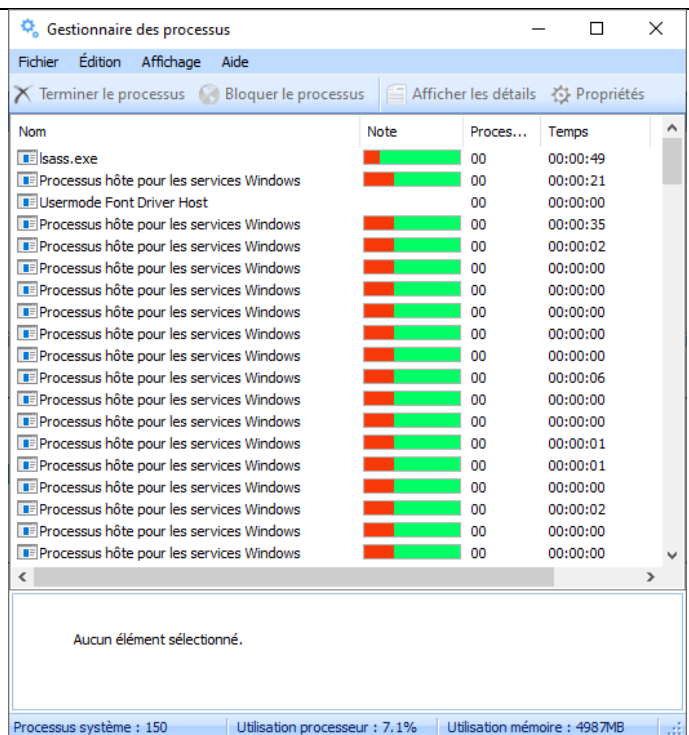 Gestionnaire des processus
Fichier Édition Affichage Aide
Terminer le processus Bloquer le processus Afficher les détails Propriétés
Nom Note Proces... Temps
lsass.exe 00 00:00:49
Processus hôte pour les services Windows 00 00:00:21
Usermode Font Driver Host 00 00:00:00
Processus hôte pour les services Windows 00 00:00:35
Processus hôte pour les services Windows 00 00:00:02
Processus hôte pour les services Windows 00 00:00:00
Processus hôte pour les services Windows 00 00:00:00
Processus hôte pour les services Windows 00 00:00:00
Processus hôte pour les services Windows 00 00:00:00
Processus hôte pour les services Windows 00 00:00:00
Processus hôte pour les services Windows 00 00:00:06
Processus hôte pour les services Windows 00 00:00:00
Processus hôte pour les services Windows 00 00:00:00
Processus hôte pour les services Windows 00 00:00:01
Processus hôte pour les services Windows 00 00:00:01
Processus hôte pour les services Windows 00 00:00:00
Processus hôte pour les services Windows 00 00:00:02
Processus hôte pour les services Windows 00 00:00:00
Processus hôte pour les services Windows 00 00:00:00
Aucun élément sélectionné.
Processus système : 150 Utilisation processeur : 7.1% Utilisation mémoire : 4987MB